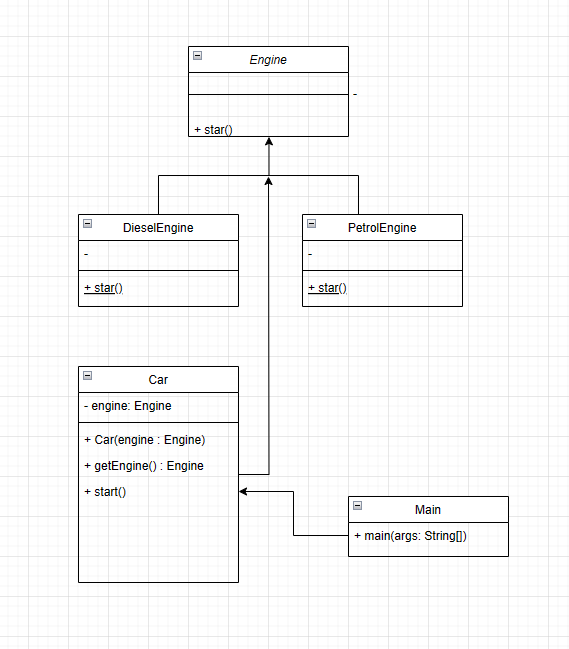 Engine
-
+ star()
DieselEngine
-
+ star()
PetrolEngine
-
+ star()
Car
- engine: Engine
+ Car(engine : Engine)
+ getEngine() : Engine
+ start()
Main
+ main(args: String[])